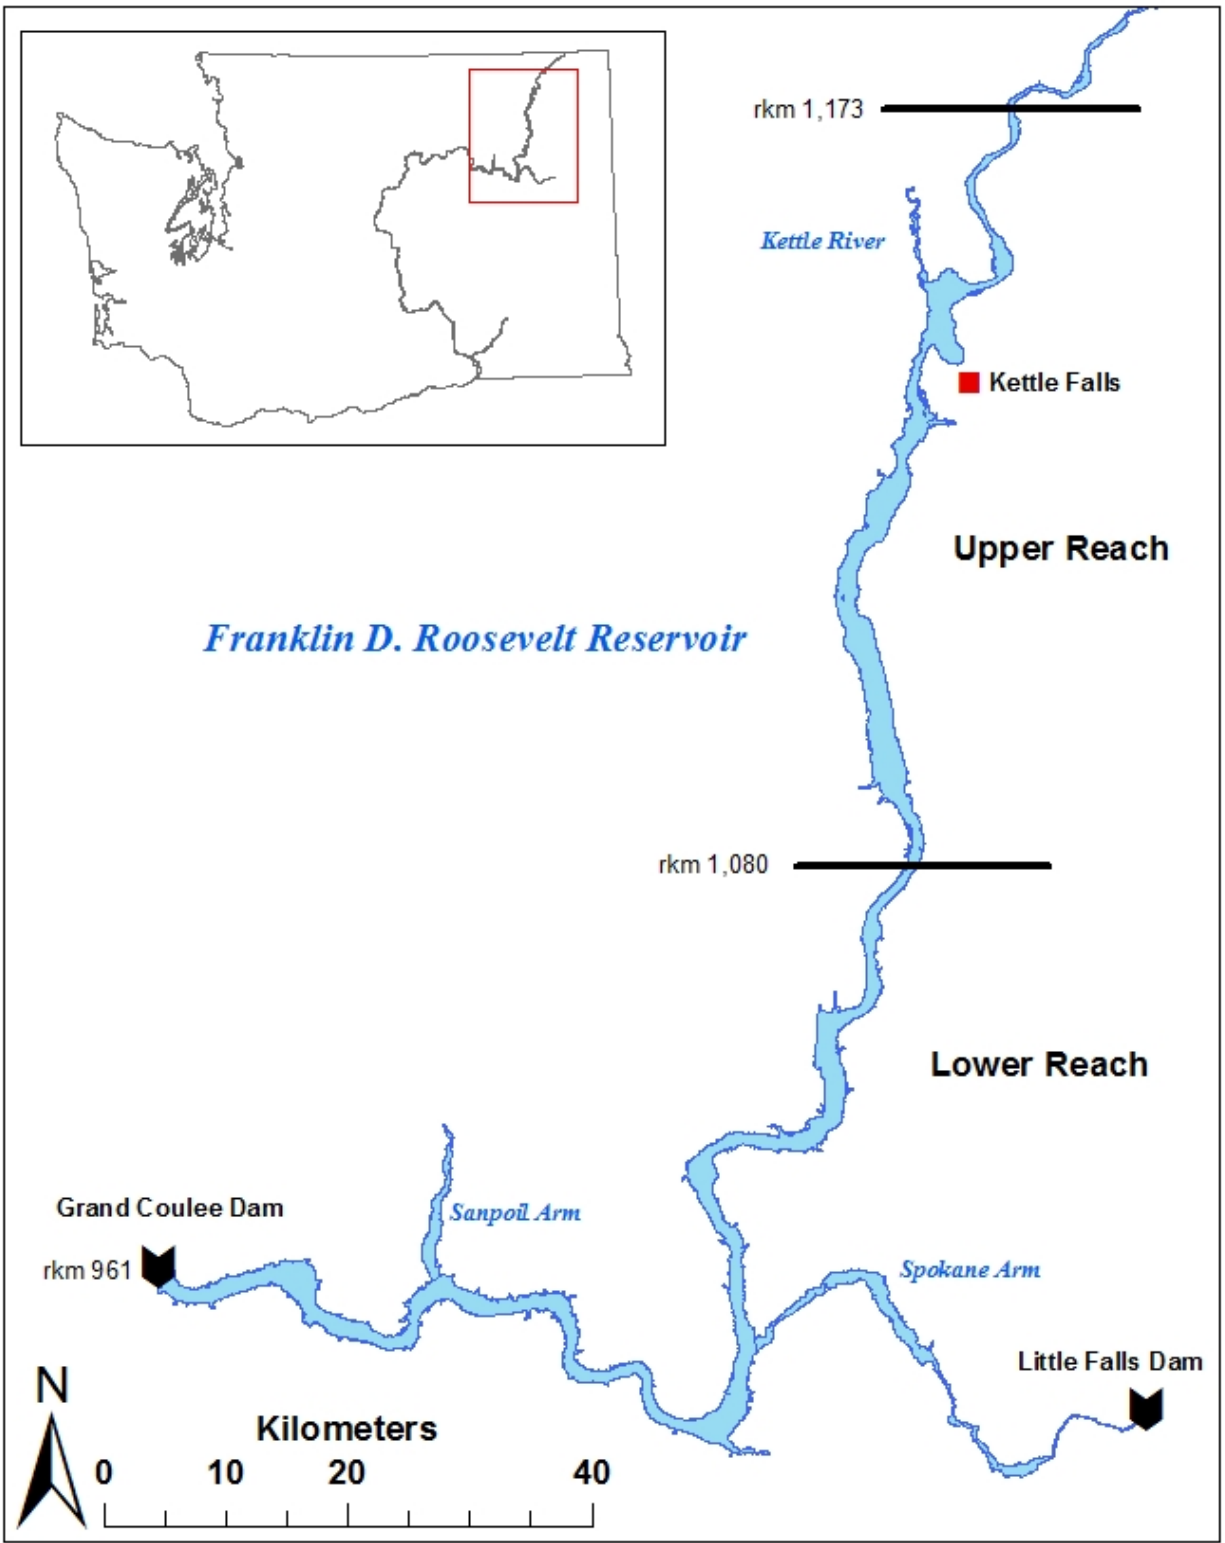 rkm 1,173
Kettle River
Kettle Falls
Upper Reach
Franklin D. Roosevelt Reservoir
rkm 1,080
Lower Reach
Grand Coulee Dam
Sanpoil Arm
rkm 961
Spokane Arm
Little Falls Dam
N
Kilometers
0 10 20 40